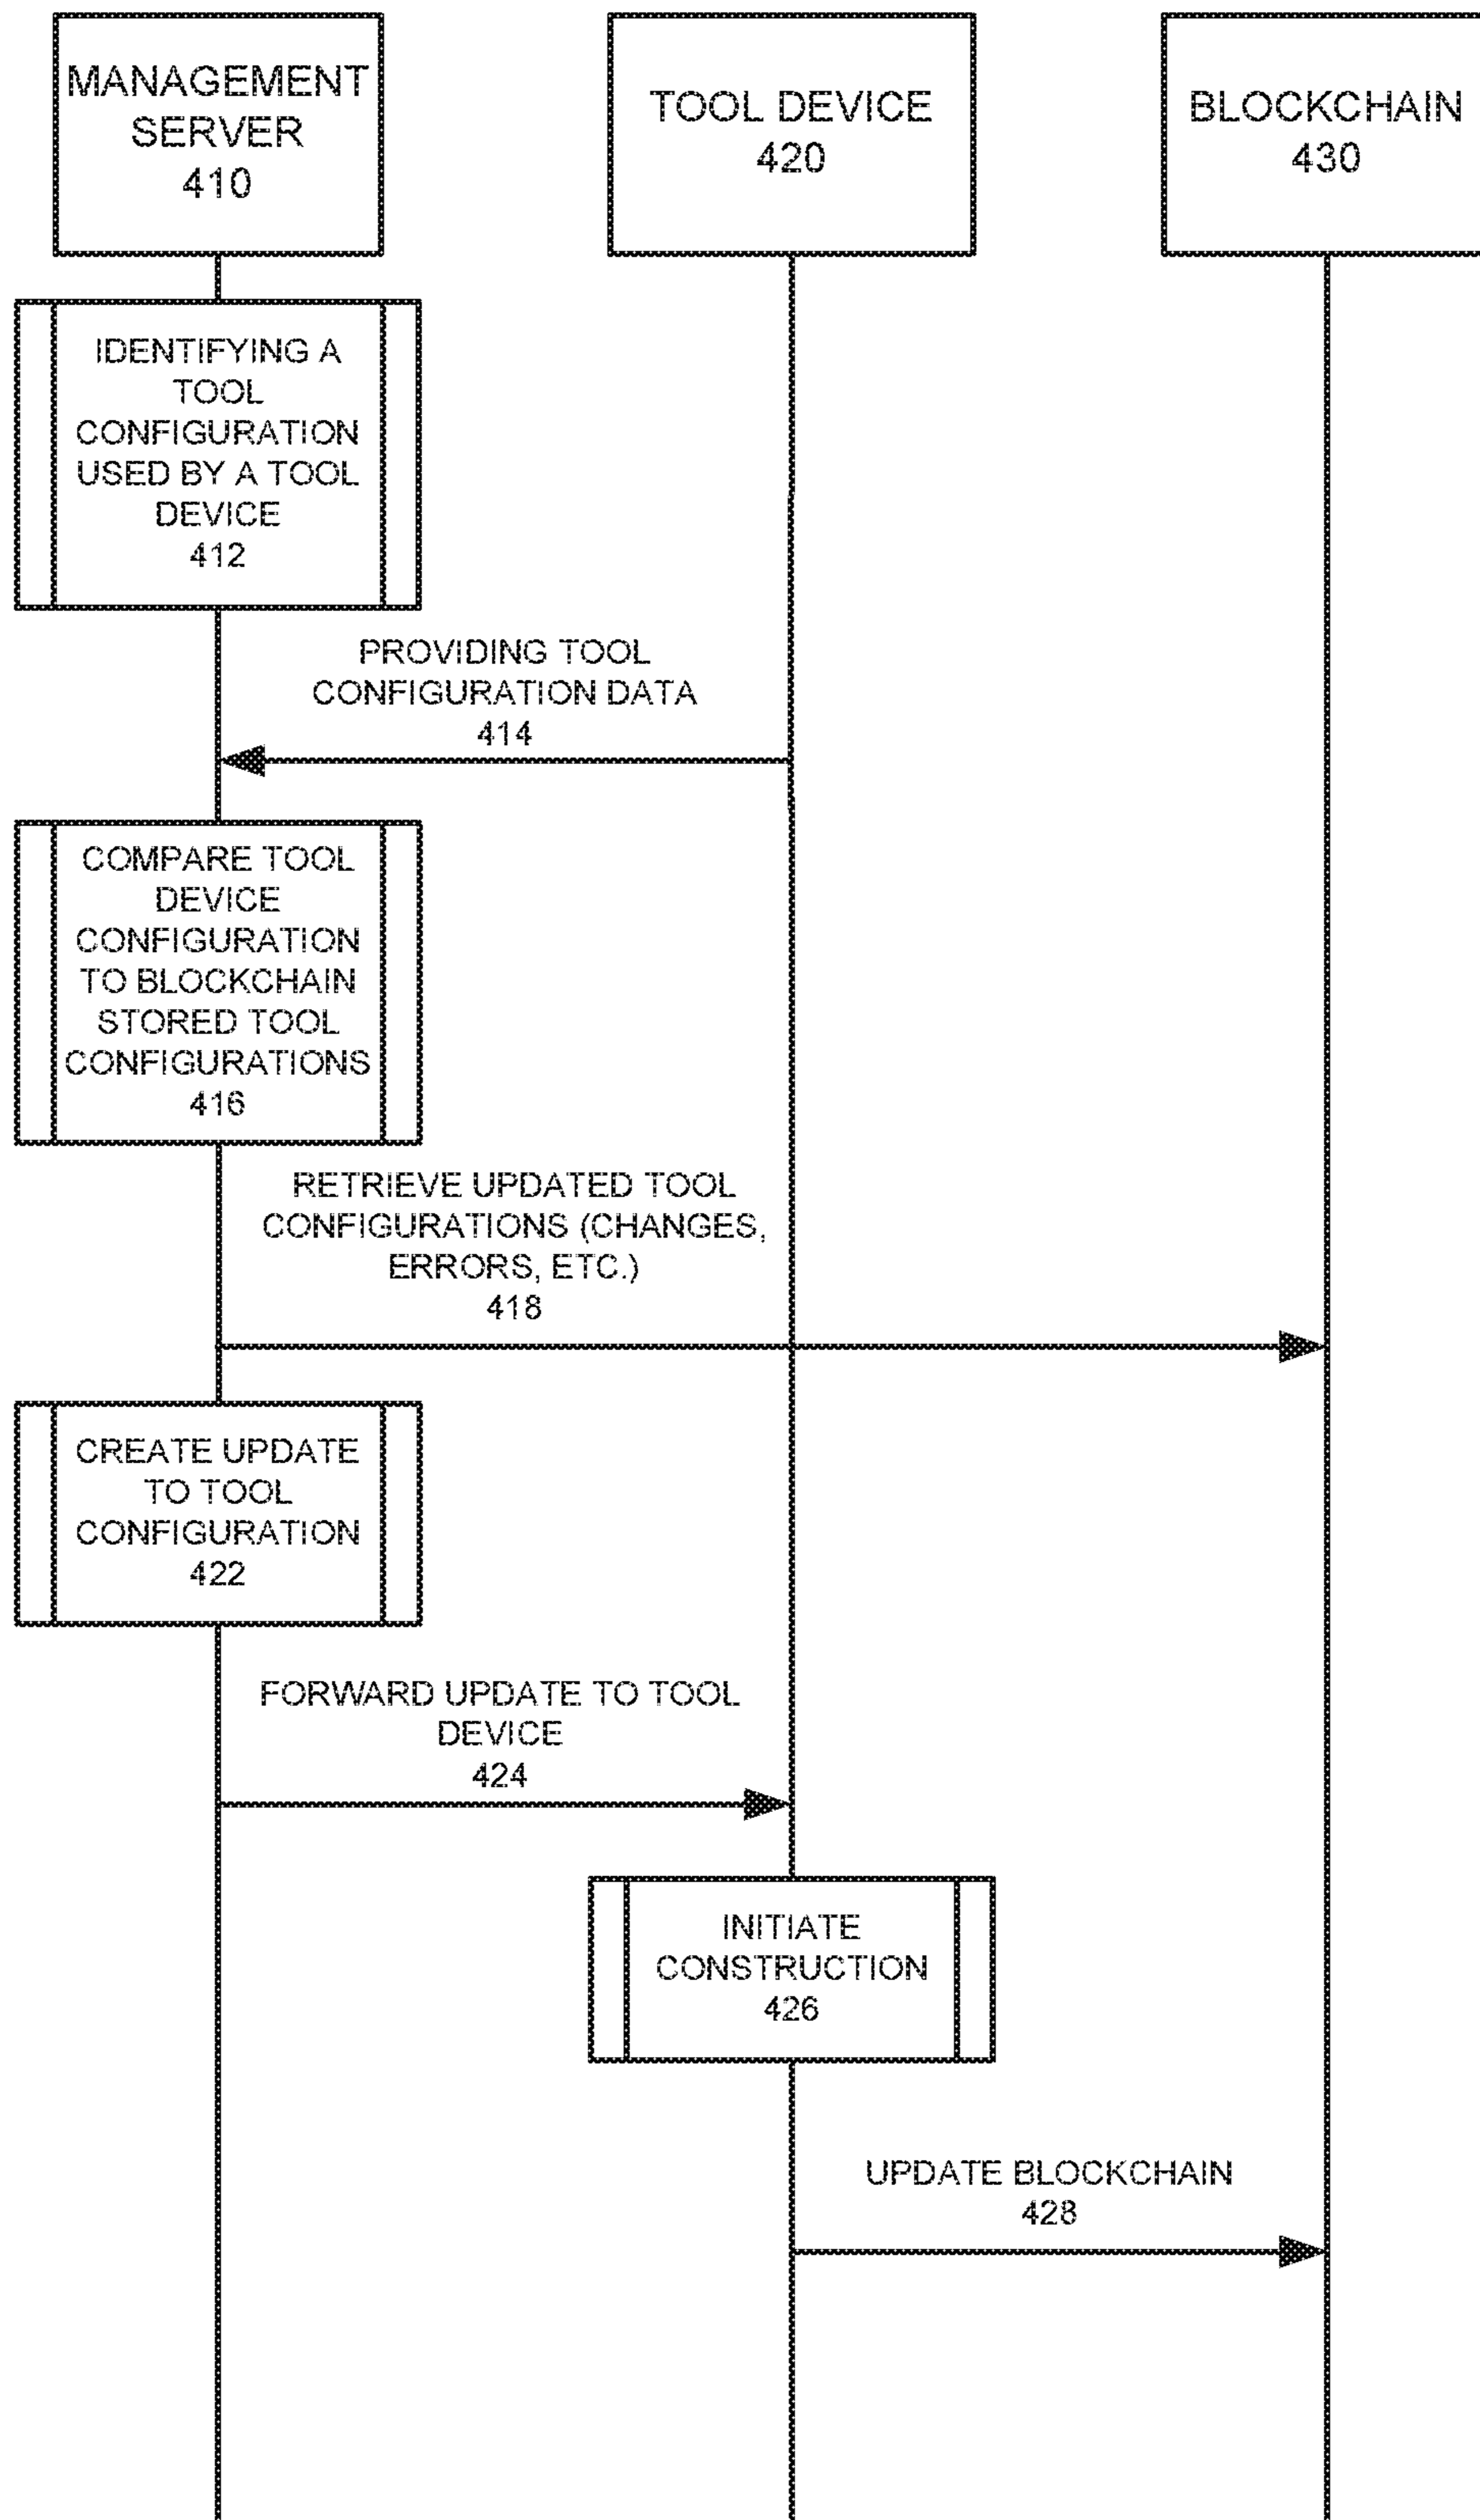 MANAGEMENT
SERVER
410
TOOL DEVICE
420
BLOCKCHAIN
430
IDENTIFYING A
TOOL
CONFIGURATION
USED BY A TOOL
DEVICE
412
PROVIDING TOOL
CONFIGURATION DATA
414
COMPARE TOOL
DEVICE
CONFIGURATION
TO BLOCKCHAIN
STORED TOOL
CONFIGURATIONS
416
RETRIEVE UPDATED TOOL
CONFIGURATIONS (CHANGES,
ERRORS, ETC.)
418
CREATE UPDATE
TO TOOL
CONFIGURATION
422
FORWARD UPDATE TO TOOL
DEVICE
424
INITIATE
CONSTRUCTION
426
UPDATE BLOCKCHAIN
428